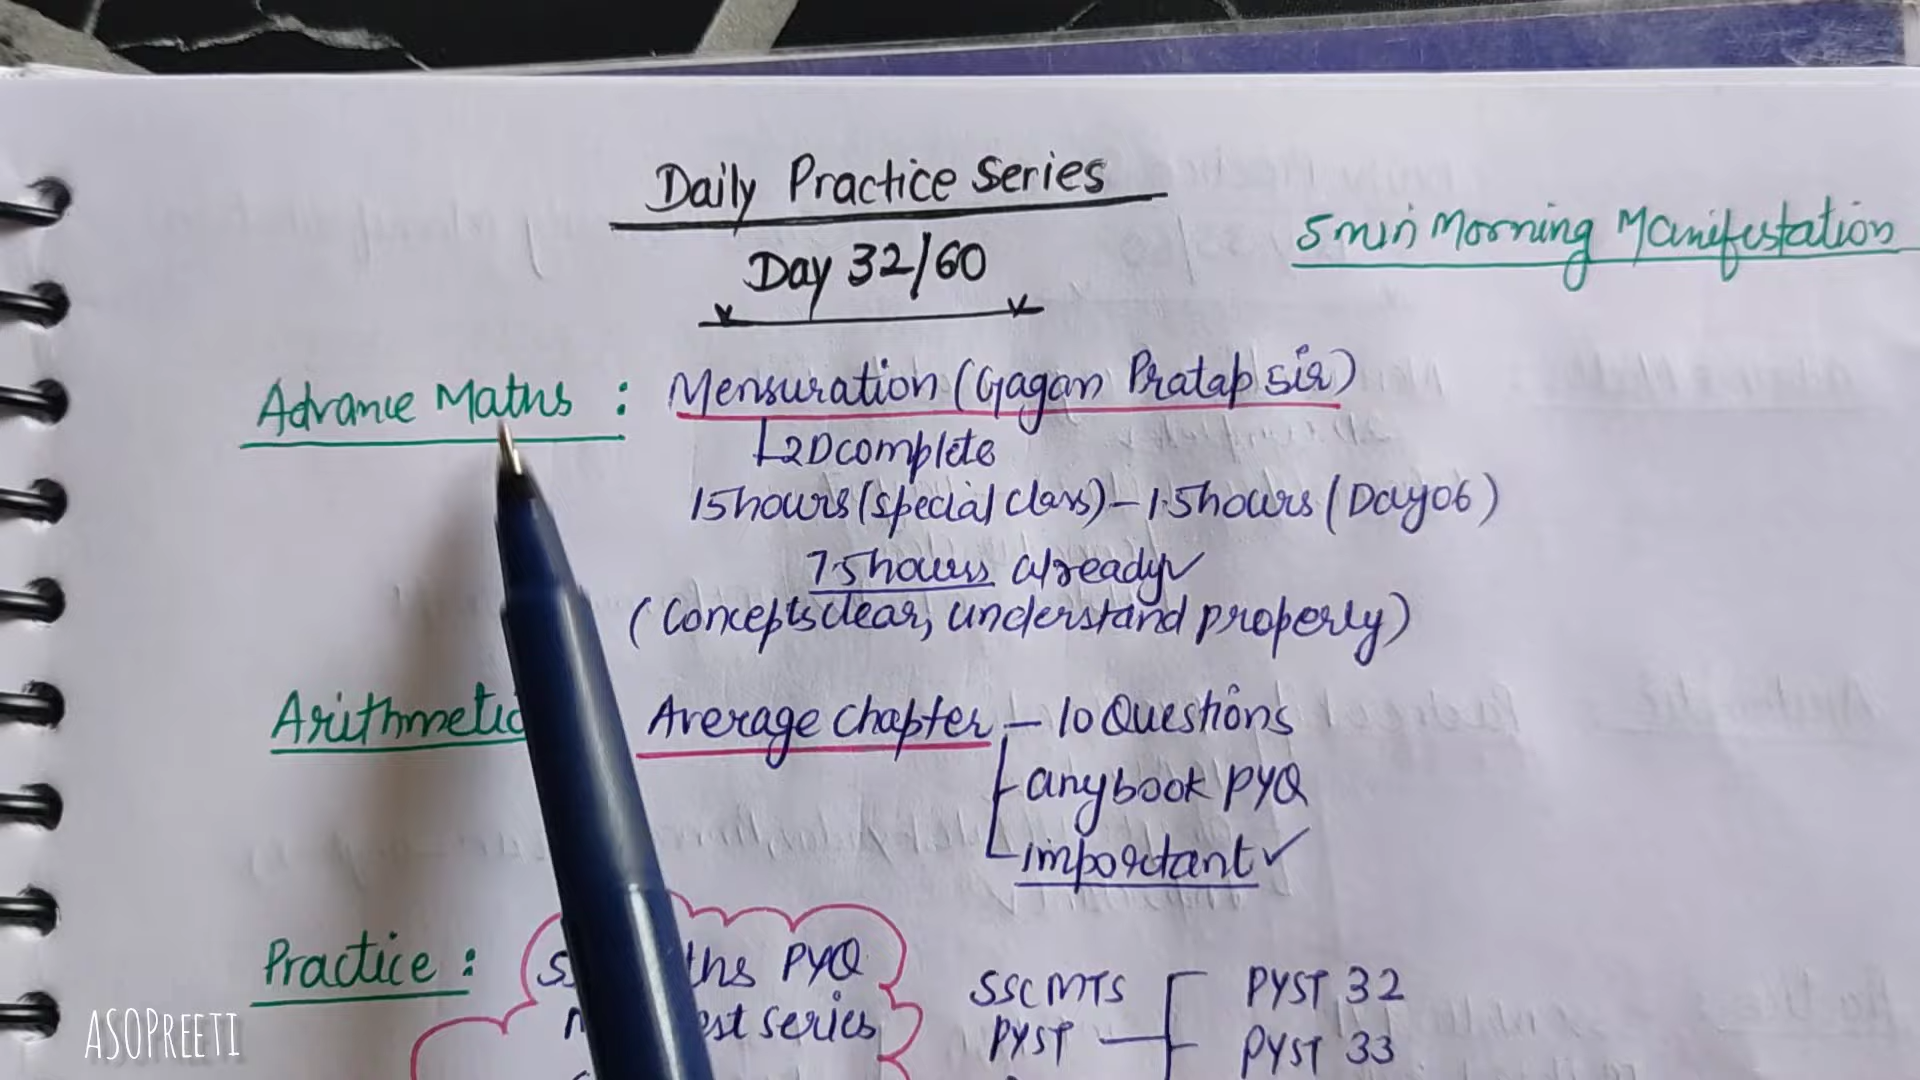 Daily Practice Series
Day 32/60
5 min Morning Manifestation
Advance Maths : Mensuration (Gagan Pratap Sir)
2D complete
15 hours (special class) - 1.5 hours (Day 06)
7.5 hours already ✓
(Concepts clear, understand properly)
Arithmetic Average chapter - 10 Questions
any book PYQ
important ✓
Practice : PYQ SSC MTS PYST 32
series PYST PYST 33
ASOPREETI